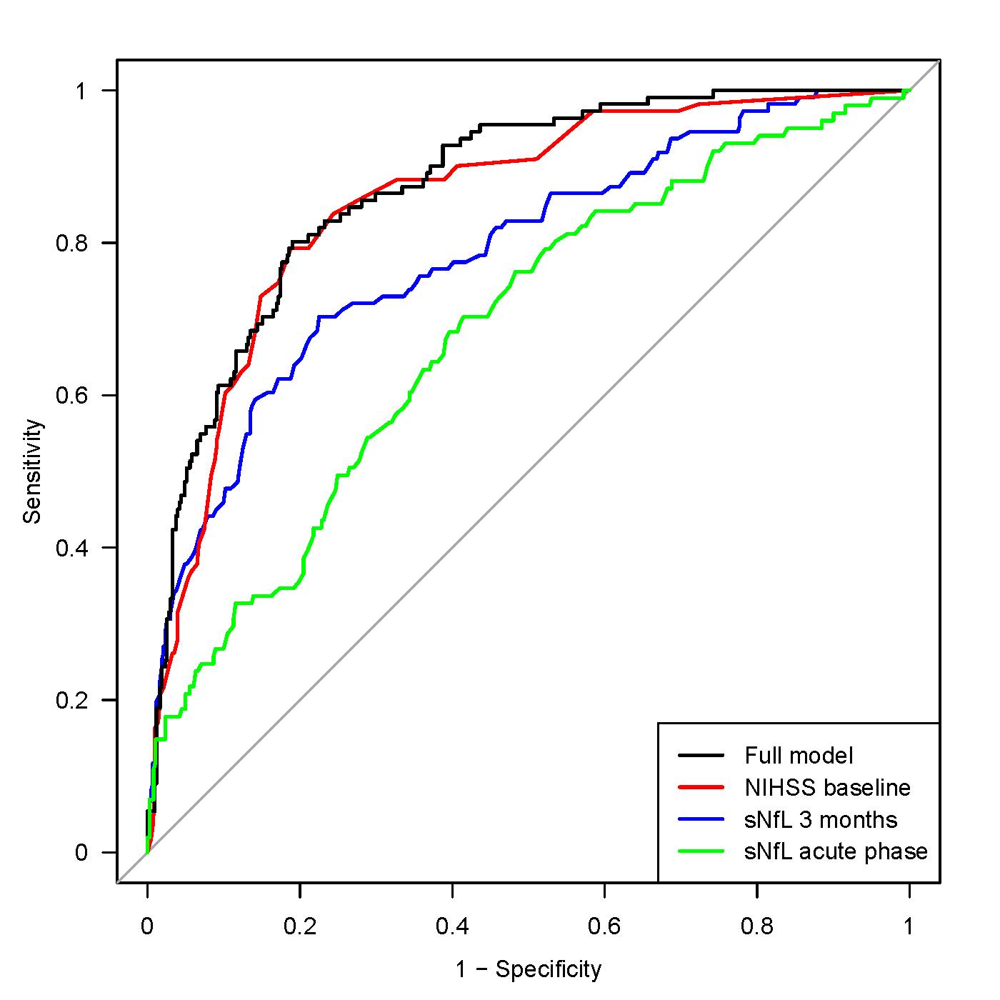 1
0.8
0.6
0.4
0.2
0
Sensitivity
Full model
NIHSS baseline
sNfL 3 months
sNfL acute phase
0 0.2 0.4 0.6 0.8 1
1 − Specificity